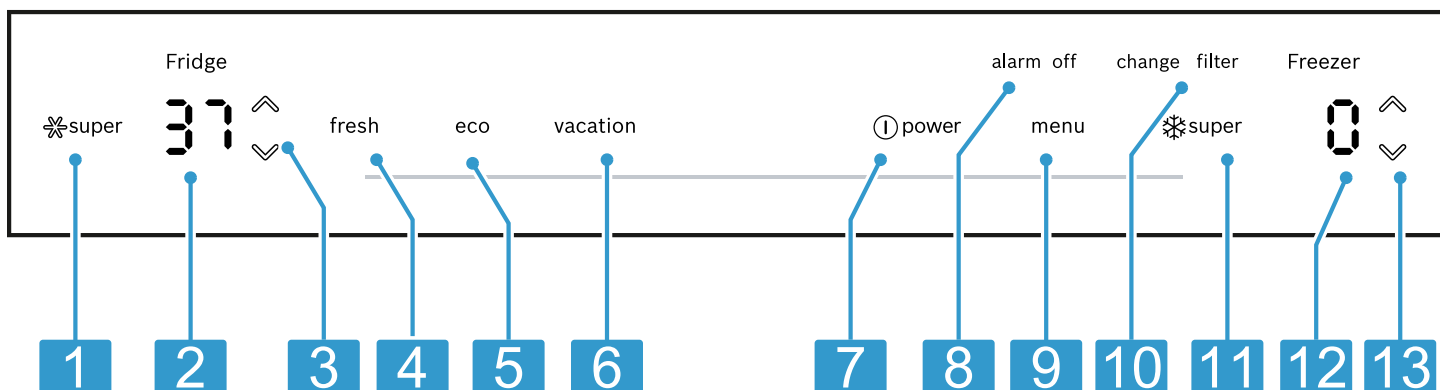 Fridge alarm off change filter Freezer
37 0
super fresh eco vacation power menu super
1 2 3 4 5 6 7 8 9 10 11 12 13